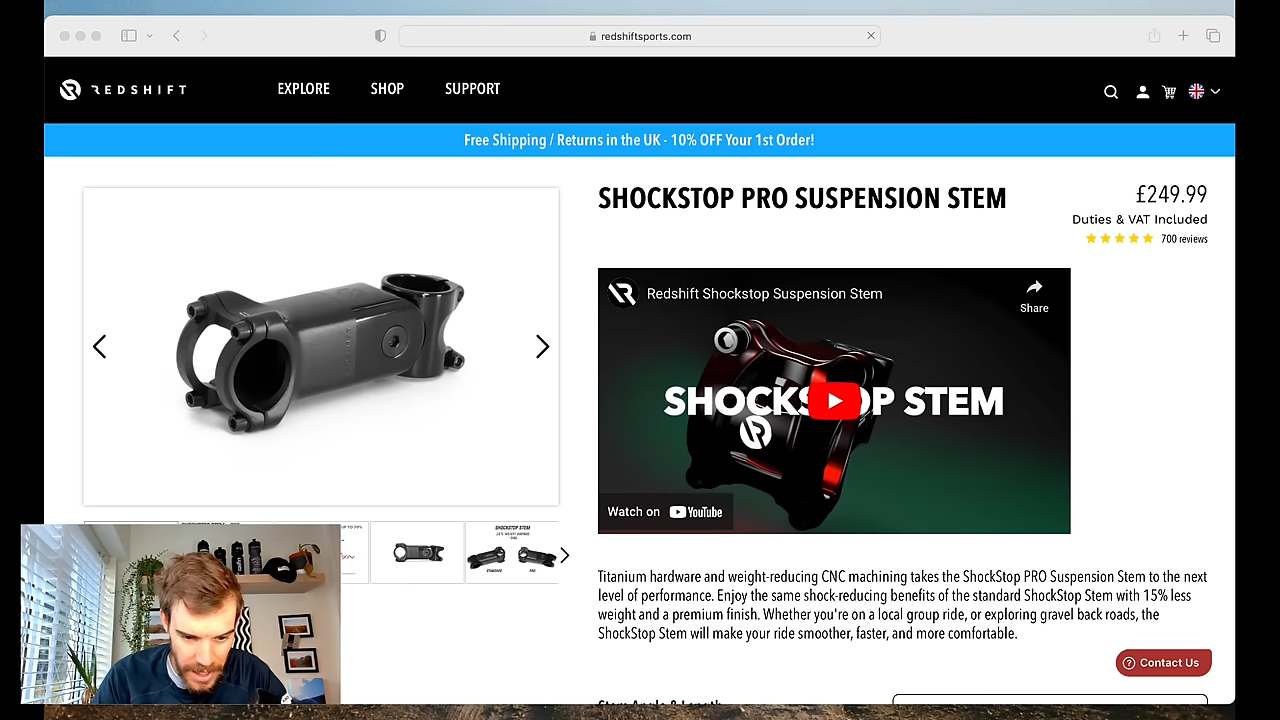 redshiftsports.com
REDSHIFT
EXPLORE
SHOP
SUPPORT
Free Shipping / Returns in the UK - 10% OFF Your 1st Order!
SHOCKSTOP PRO SUSPENSION STEM
£249.99
Duties & VAT Included
700 reviews
Redshift Shockstop Suspension Stem
Share
SHOCKSTOP STEM
Watch on YouTube
SHOCKSTOP STEM
STANDARD
PRO
Titanium hardware and weight-reducing CNC machining takes the ShockStop PRO Suspension Stem to the next
level of performance. Enjoy the same shock-reducing benefits of the standard ShockStop Stem with 15% less
weight and a premium finish. Whether you're on a local group ride, or exploring gravel back roads, the
ShockStop Stem will make your ride smoother, faster, and more comfortable.
Contact Us
Stem Angle & Length